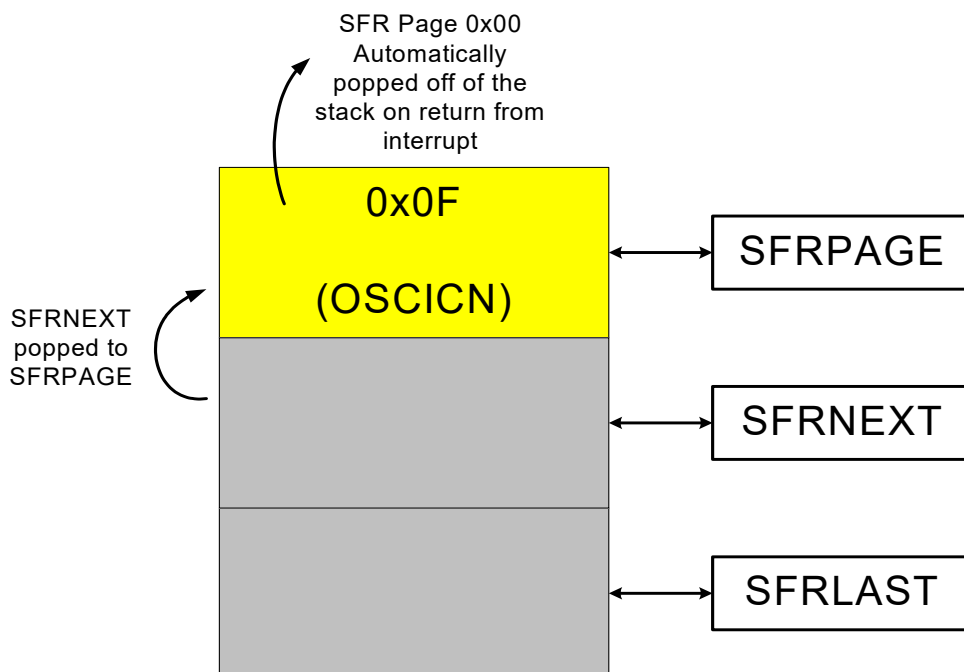 SFR Page 0x00
Automatically
popped off of the
stack on return from
interrupt
0x0F
(OSCICN)
SFRPAGE
SFRNEXT
popped to
SFRPAGE
SFRNEXT
SFRLAST